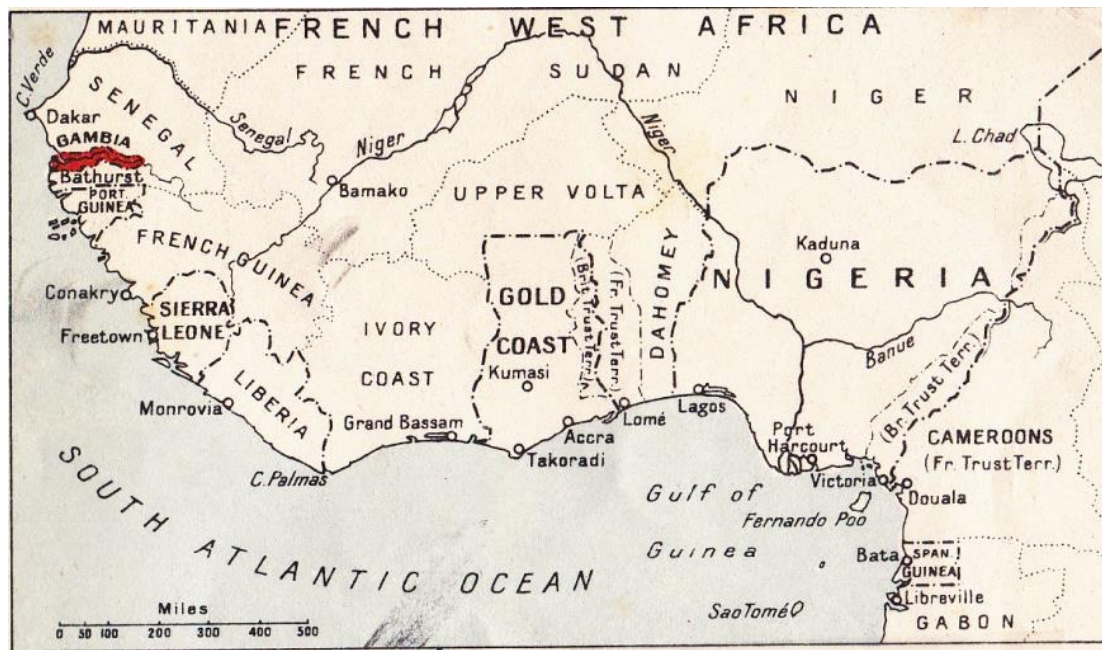 MAURITANIA
FRENCH WEST AFRICA
FRENCH SUDAN
NIGER
C. Verde
SENEGAL
Dakar
Senegal
Niger
Niger
L. Chad
GAMBIA
Bathurst
Bamako
UPPER VOLTA
PORT.
GUINEA
FRENCH GUINEA
Kaduna
NIGERIA
DAHOMEY
(Br. Trust Terr.)
(Fr. Trust Terr.)
GOLD
COAST
Kumasi
Conakry
SIERRA
LEONE
Freetown
IVORY
COAST
Banue
(Br. Trust Terr.)
LIBERIA
Monrovia
Grand Bassam
Accra
Takoradi
Lomé
Lagos
Port
Harcourt
CAMEROONS
(Fr. Trust Terr.)
C. Palmas
Victoria
Douala
Gulf of
Guinea
Fernando Poo
SOUTH ATLANTIC OCEAN
Bata
SPAN.
GUINEA
Libreville
Sao Tomé
GABON
Miles
0 50 100 200 300 400 500